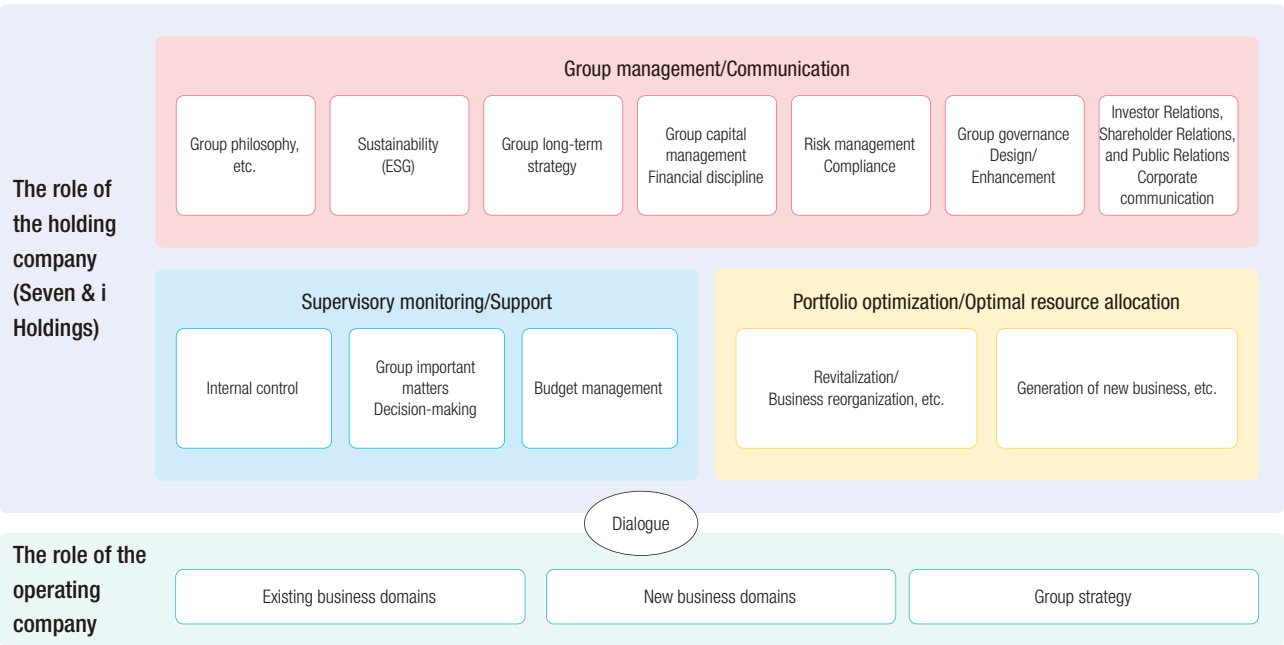 The role of
the holding
company
(Seven & i
Holdings)
Group management/Communication
Group philosophy,
etc.
Sustainability
(ESG)
Group long-term
strategy
Group capital
management
Financial discipline
Risk management
Compliance
Group governance
Design/
Enhancement
Investor Relations,
Shareholder Relations,
and Public Relations
Corporate
communication
Supervisory monitoring/Support
Internal control
Group important
matters
Decision-making
Budget management
Portfolio optimization/Optimal resource allocation
Revitalization/
Business reorganization, etc.
Generation of new business, etc.
Dialogue
The role of the
operating
company
Existing business domains
New business domains
Group strategy